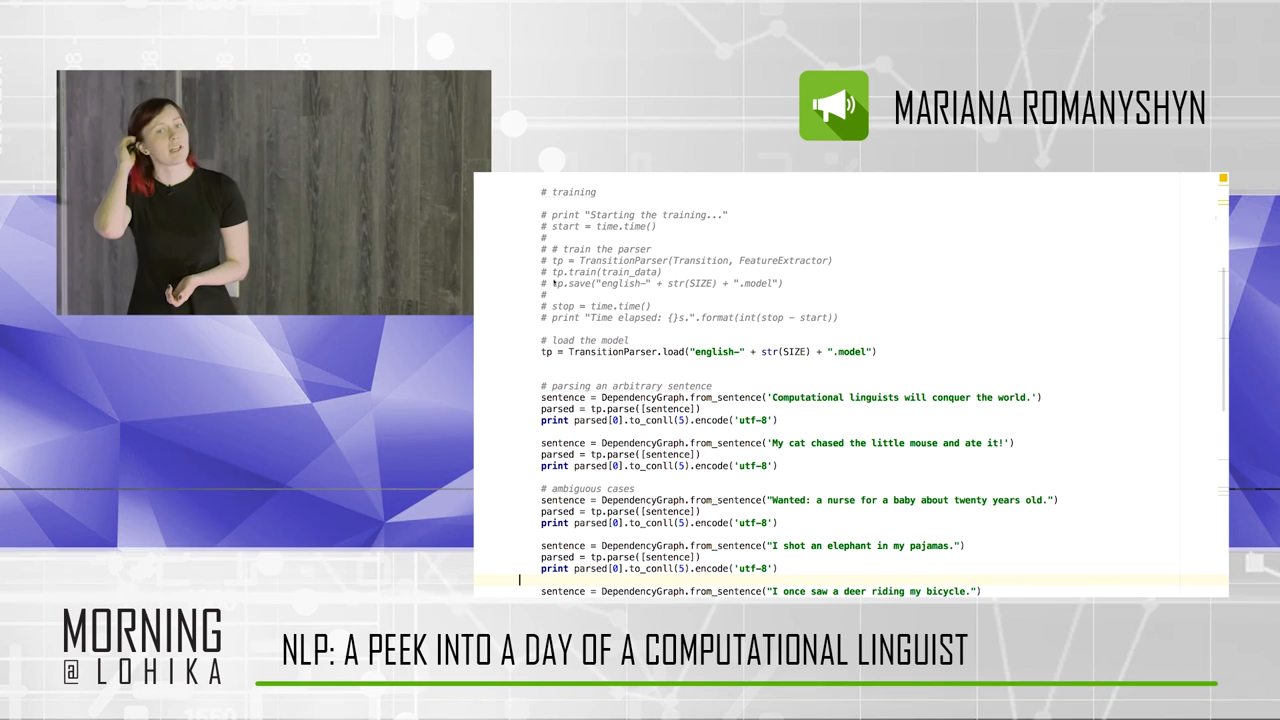 MARIANA ROMANYSHYN
# training
# print "Starting the training..."
# start = time.time()
#
# # train the parser
# tp = TransitionParser(Transition, FeatureExtractor)
# tp.train(train_data)
# tp.save("english-" + str(SIZE) + ".model")
#
# stop = time.time()
# print "Time elapsed: {}s.".format(int(stop - start))
# load the model
tp = TransitionParser.load("english-" + str(SIZE) + ".model")
# parsing an arbitrary sentence
sentence = DependencyGraph.from_sentence('Computational linguists will conquer the world.')
parsed = tp.parse([sentence])
print parsed[0].to_conll(5).encode('utf-8')
sentence = DependencyGraph.from_sentence('My cat chased the little mouse and ate it!')
parsed = tp.parse([sentence])
print parsed[0].to_conll(5).encode('utf-8')
# ambiguous cases
sentence = DependencyGraph.from_sentence("Wanted: a nurse for a baby about twenty years old.")
parsed = tp.parse([sentence])
print parsed[0].to_conll(5).encode('utf-8')
sentence = DependencyGraph.from_sentence("I shot an elephant in my pajamas.")
parsed = tp.parse([sentence])
print parsed[0].to_conll(5).encode('utf-8')
sentence = DependencyGraph.from_sentence("I once saw a deer riding my bicycle.")
MORNING
@ LOHIKA
NLP: A PEEK INTO A DAY OF A COMPUTATIONAL LINGUIST